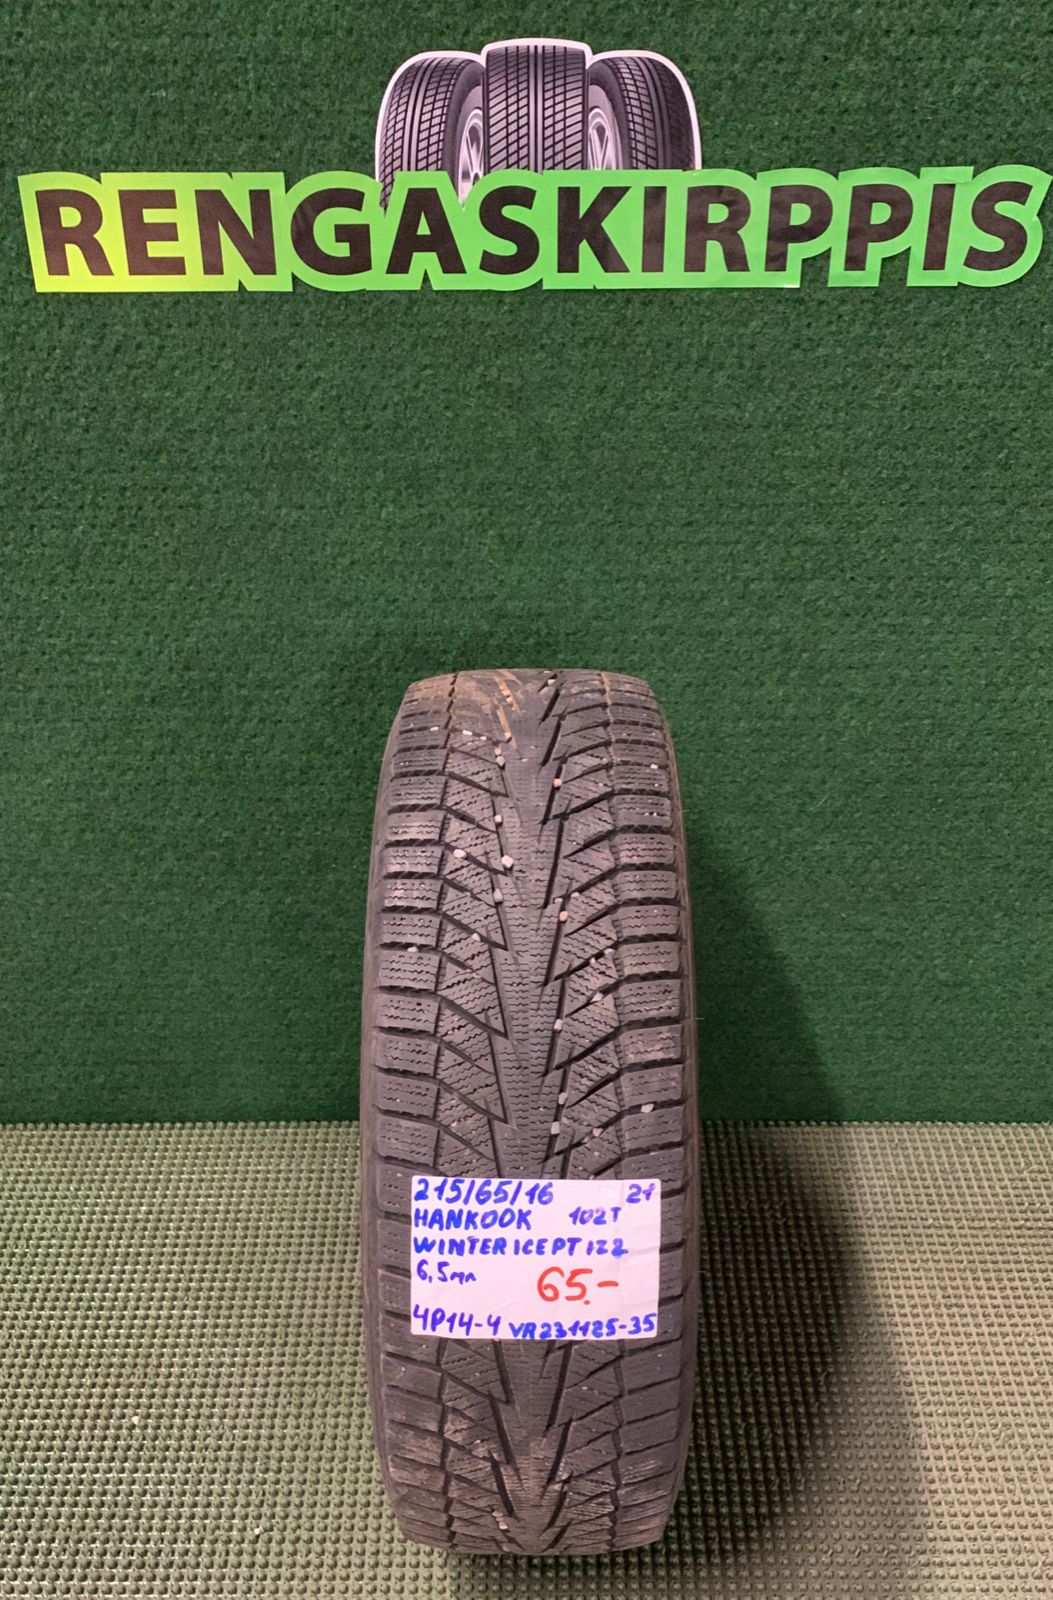 RENGASKIRPPIS
215/65/16 21
HANKOOK 102T
WINTER ICEPT IZ2
6,5mm 65.-
4P14-4 VR231125-35